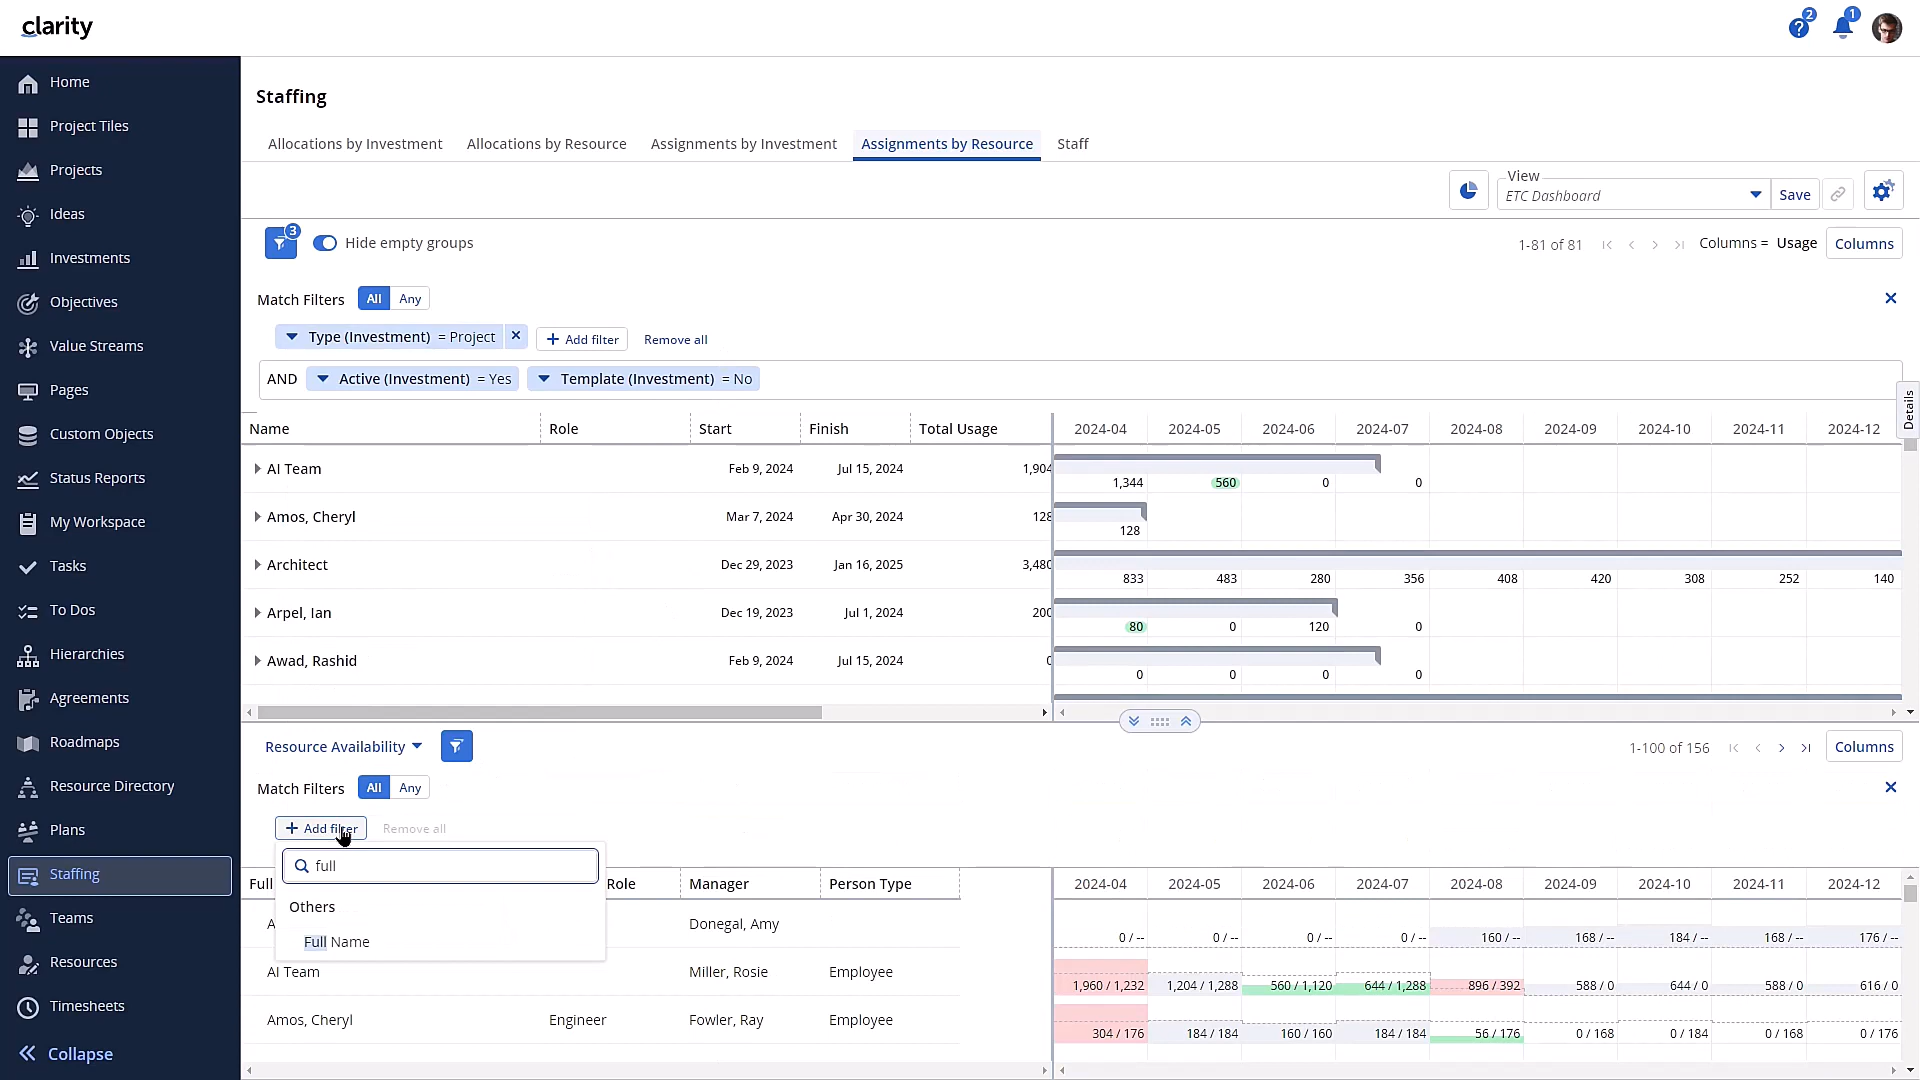 clarity
2
1
Home
Project Tiles
Projects
Ideas
Investments
Objectives
Value Streams
Pages
Custom Objects
Status Reports
My Workspace
Tasks
To Dos
Hierarchies
Agreements
Roadmaps
Resource Directory
Plans
Staffing
Teams
Resources
Timesheets
Collapse
Staffing
Allocations by Investment Allocations by Resource Assignments by Investment Assignments by Resource Staff
View
ETC Dashboard Save
3 Hide empty groups 1-81 of 81 Columns = Usage Columns
Match Filters All Any
Type (Investment) = Project + Add filter Remove all
AND Active (Investment) = Yes Template (Investment) = No
Details
Name Role Start Finish Total Usage 2024-04 2024-05 2024-06 2024-07 2024-08 2024-09 2024-10 2024-11 2024-12
AI Team Feb 9, 2024 Jul 15, 2024 1,904
1,344 560 0 0
Amos, Cheryl Mar 7, 2024 Apr 30, 2024 128
128
Architect Dec 29, 2023 Jan 16, 2025 3,480
833 483 280 356 408 420 308 252 140
Arpel, Ian Dec 19, 2023 Jul 1, 2024 200
80 0 120 0
Awad, Rashid Feb 9, 2024 Jul 15, 2024 0
0 0 0 0
Resource Availability 1-100 of 156 Columns
Match Filters All Any
+ Add filter Remove all
full
Others
Full Name
Full Role Manager Person Type 2024-04 2024-05 2024-06 2024-07 2024-08 2024-09 2024-10 2024-11 2024-12
A Donegal, Amy
0 / -- 0 / -- 0 / -- 0 / -- 160 / -- 168 / -- 184 / -- 168 / -- 176 / --
AI Team Miller, Rosie Employee
1,960 / 1,232 1,204 / 1,288 560 / 1,120 644 / 1,288 896 / 392 588 / 0 644 / 0 588 / 0 616 / 0
Amos, Cheryl Engineer Fowler, Ray Employee
304 / 176 184 / 184 160 / 160 184 / 184 56 / 176 0 / 168 0 / 184 0 / 168 0 / 176